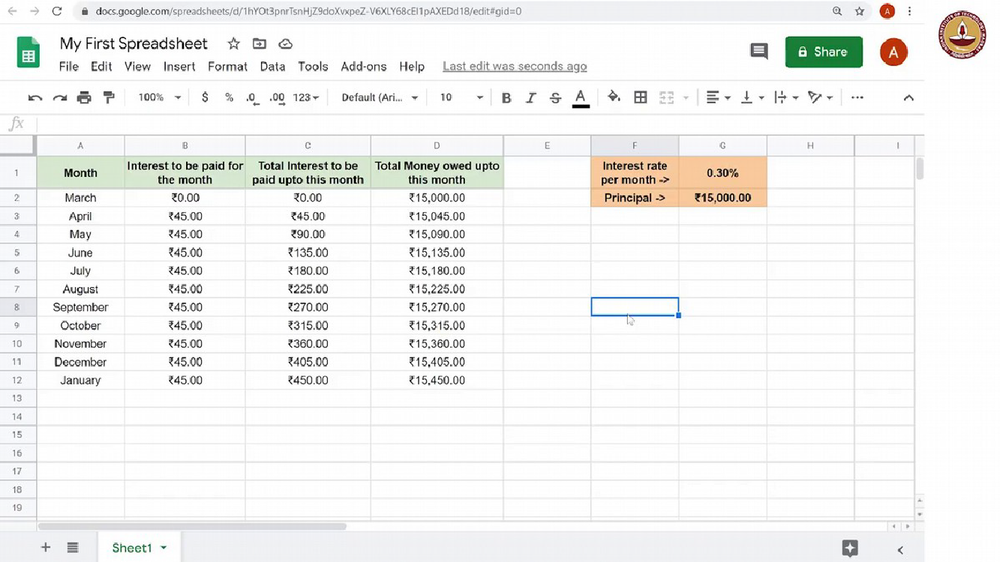 docs.google.com/spreadsheets/d/1hYOt3pnrTsnHjZ9doXvxpeZ-V6XLY68cEI1pAXEDd18/edit#gid=0
A
My First Spreadsheet
Share
A
File Edit View Insert Format Data Tools Add-ons Help Last edit was seconds ago
100% $ % .0 .00 123 Default (Ari... 10 B I S A
fx
A B C D E F G H I
1 Month Interest to be paid for the month Total Interest to be paid upto this month Total Money owed upto this month Interest rate per month -> 0.30%
2 March ₹0.00 ₹0.00 ₹15,000.00 Principal -> ₹15,000.00
3 April ₹45.00 ₹45.00 ₹15,045.00
4 May ₹45.00 ₹90.00 ₹15,090.00
5 June ₹45.00 ₹135.00 ₹15,135.00
6 July ₹45.00 ₹180.00 ₹15,180.00
7 August ₹45.00 ₹225.00 ₹15,225.00
8 September ₹45.00 ₹270.00 ₹15,270.00
9 October ₹45.00 ₹315.00 ₹15,315.00
10 November ₹45.00 ₹360.00 ₹15,360.00
11 December ₹45.00 ₹405.00 ₹15,405.00
12 January ₹45.00 ₹450.00 ₹15,450.00
13
14
15
16
17
18
19
Sheet1